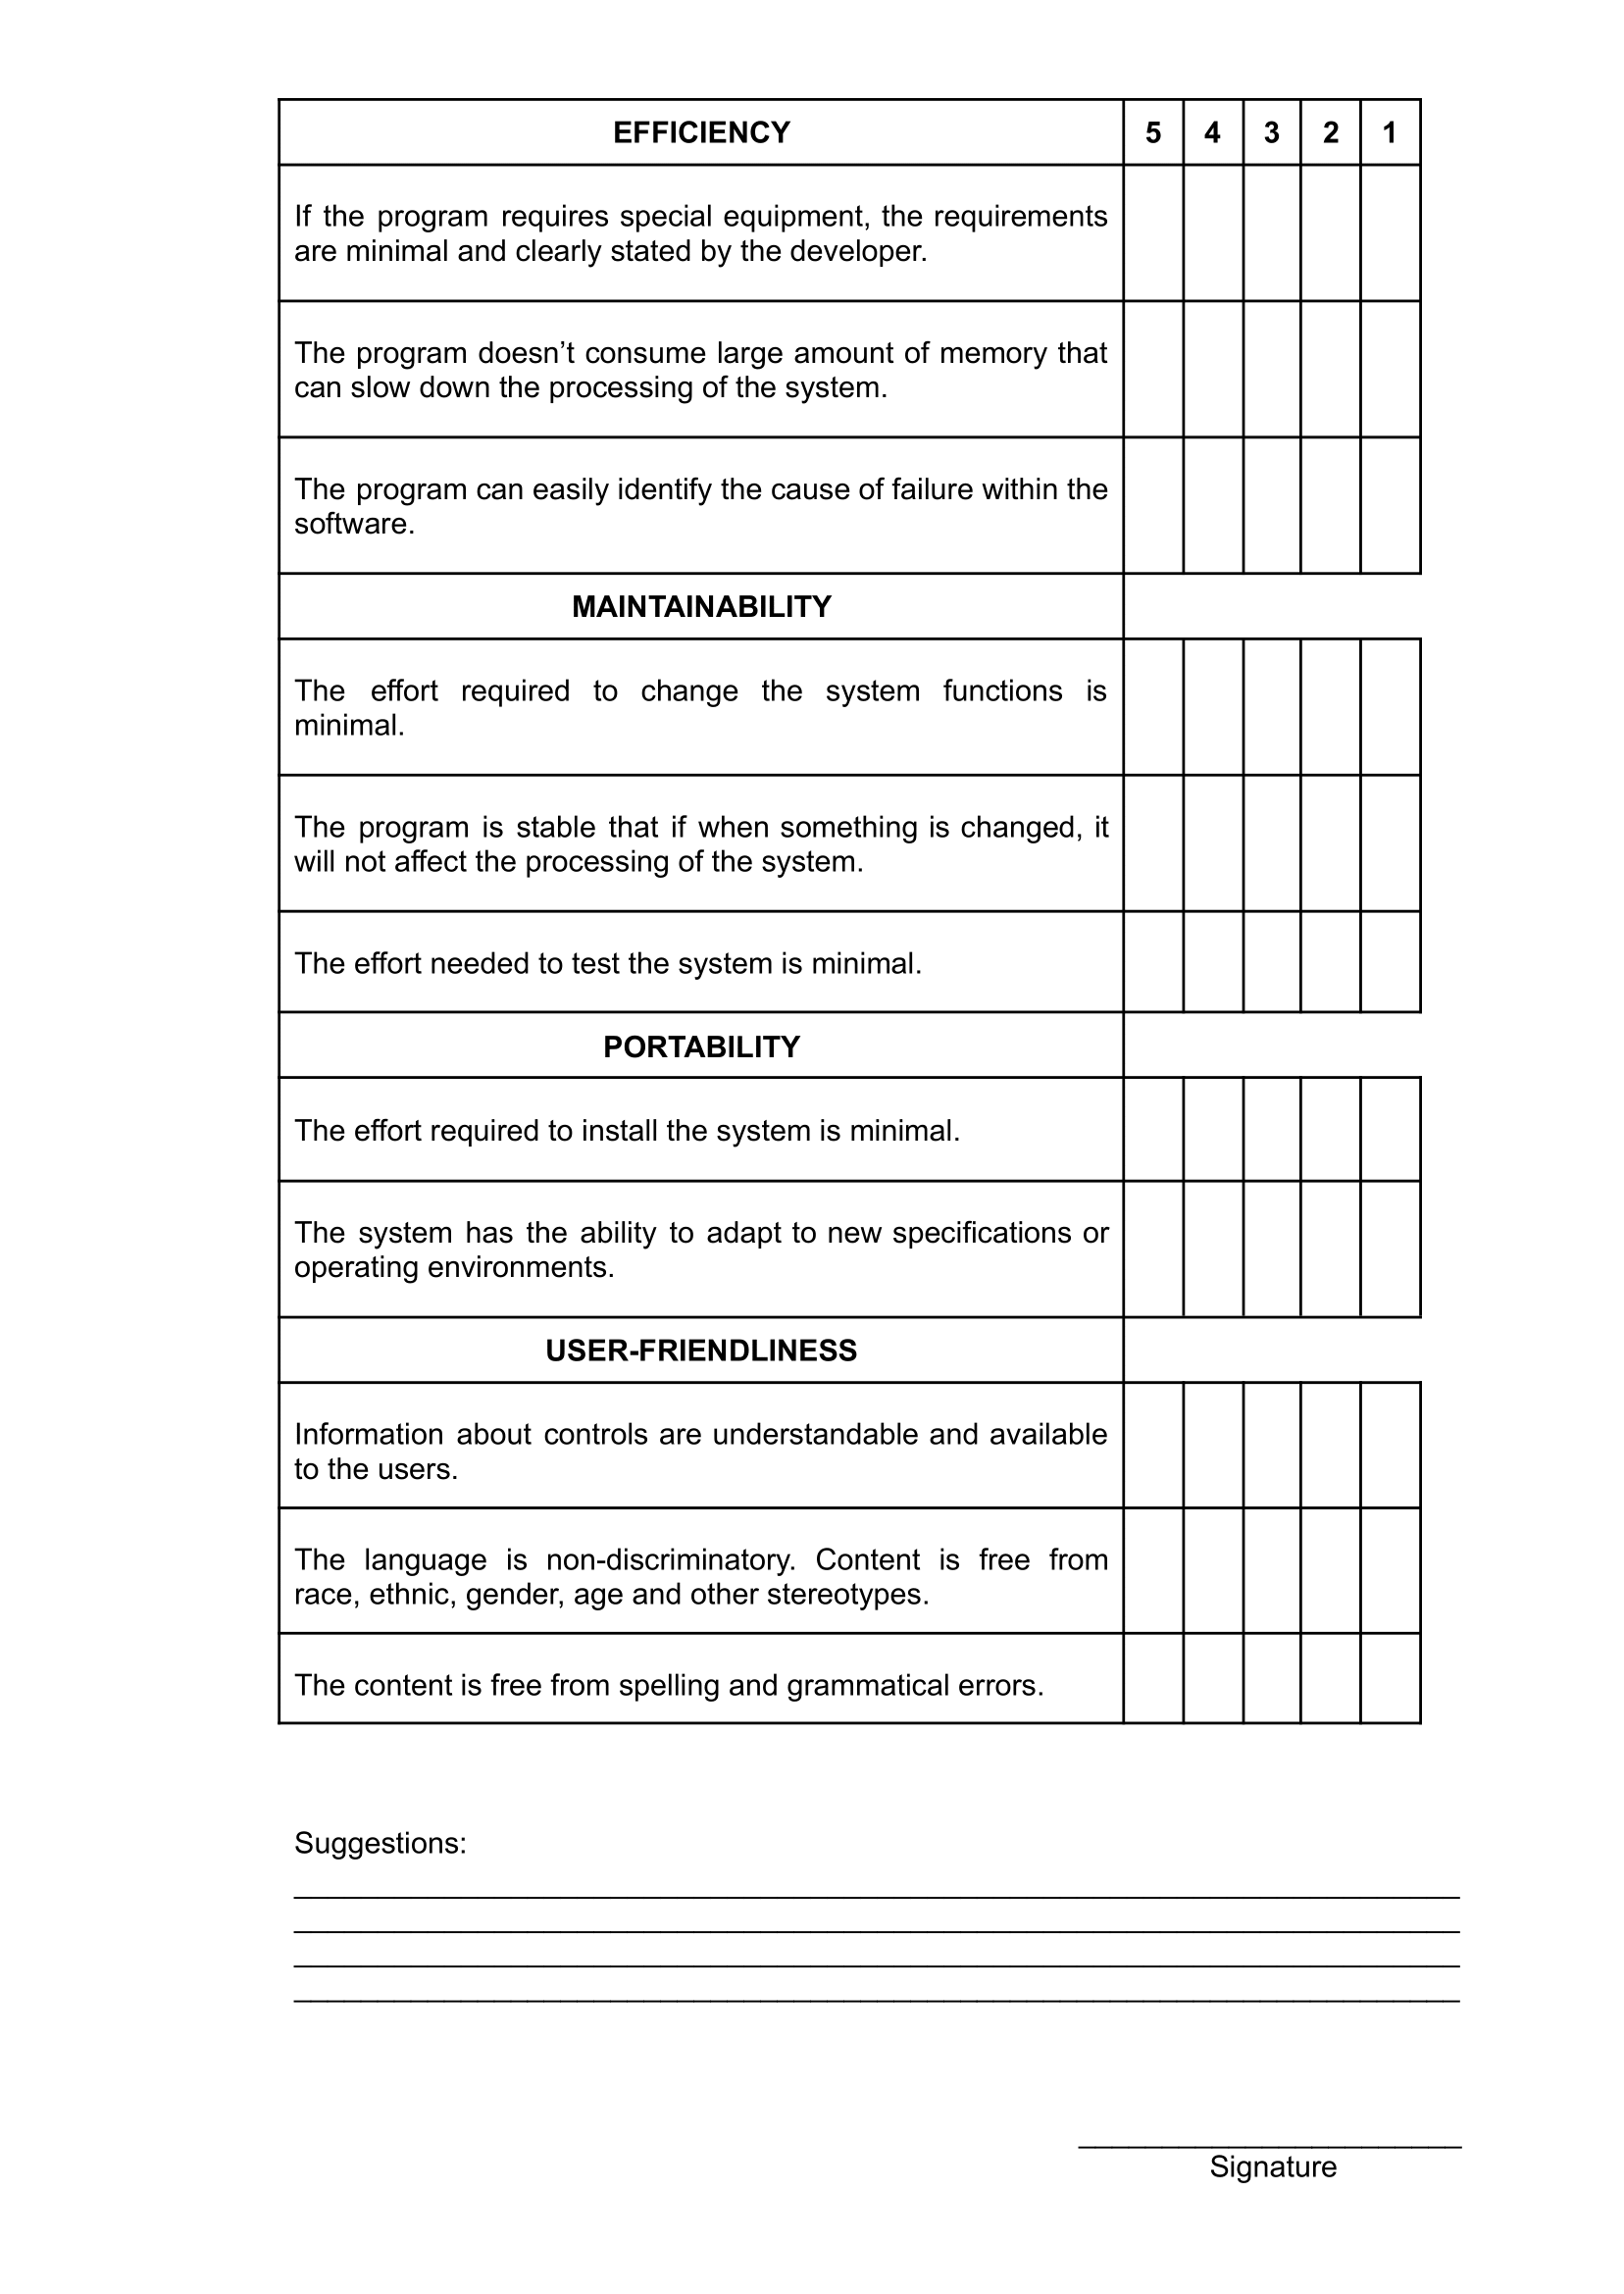 EFFICIENCY 5 4 3 2 1
If the program requires special equipment, the requirements
are minimal and clearly stated by the developer.
The program doesn’t consume large amount of memory that
can slow down the processing of the system.
The program can easily identify the cause of failure within the
software.
MAINTAINABILITY
The effort required to change the system functions is
minimal.
The program is stable that if when something is changed, it
will not affect the processing of the system.
The effort needed to test the system is minimal.
PORTABILITY
The effort required to install the system is minimal.
The system has the ability to adapt to new specifications or
operating environments.
USER-FRIENDLINESS
Information about controls are understandable and available
to the users.
The language is non-discriminatory. Content is free from
race, ethnic, gender, age and other stereotypes.
The content is free from spelling and grammatical errors.
Suggestions:
Signature